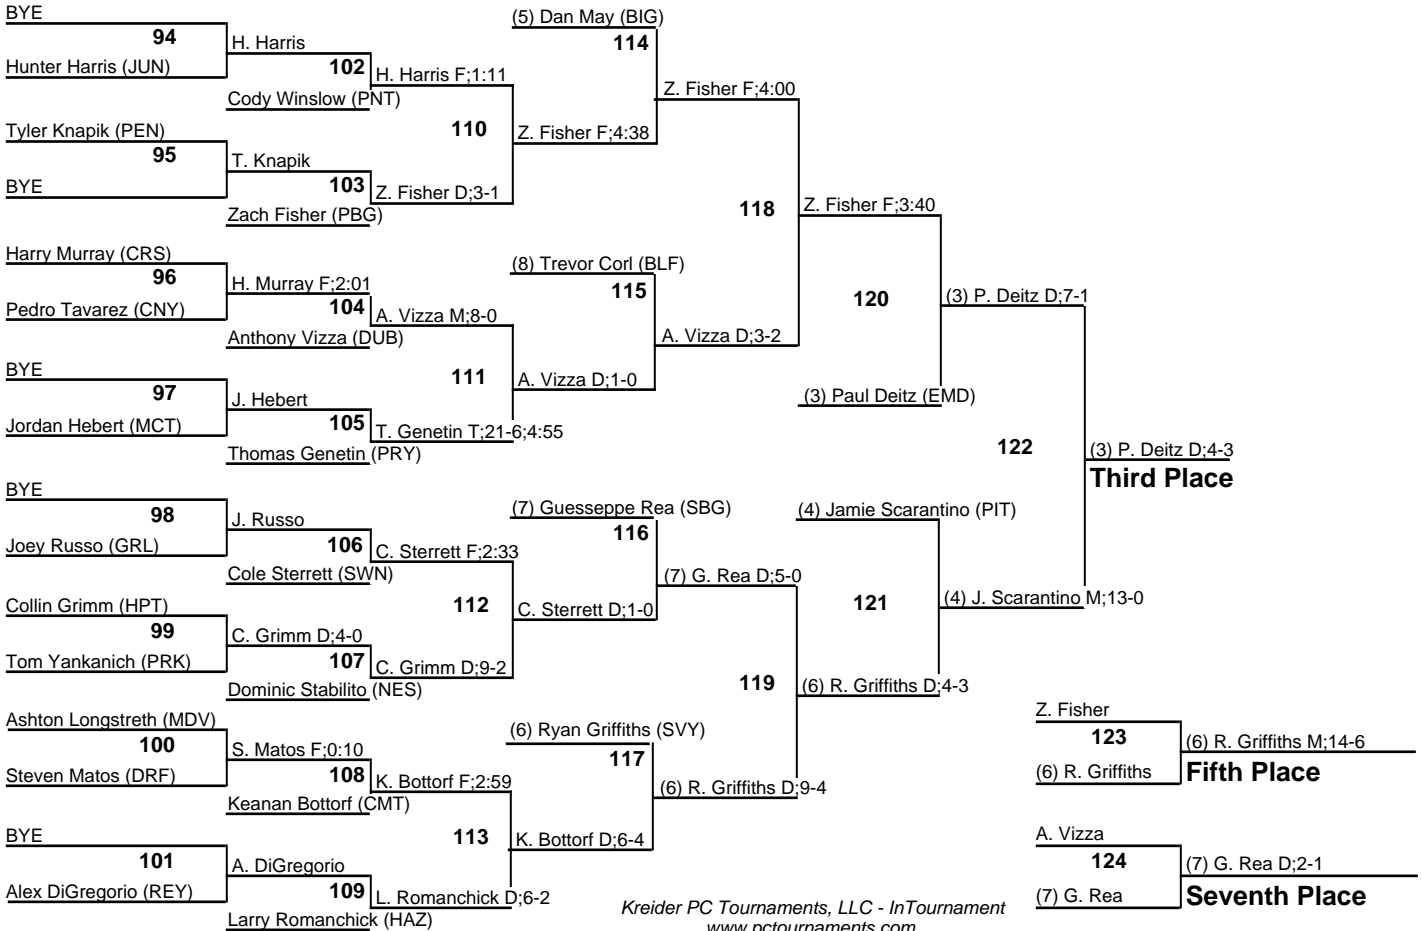 BYE
94
Hunter Harris (JUN)
H. Harris
102
Cody Winslow (PNT)
H. Harris F;1:11
Tyler Knapik (PEN)
95
BYE
T. Knapik
103
Zach Fisher (PBG)
Z. Fisher D;3-1
110
Z. Fisher F;4:38
(5) Dan May (BIG)
114
Z. Fisher F;4:00
Harry Murray (CRS)
96
Pedro Tavarez (CNY)
H. Murray F;2:01
104
Anthony Vizza (DUB)
A. Vizza M;8-0
BYE
97
Jordan Hebert (MCT)
J. Hebert
105
Thomas Genetin (PRY)
T. Genetin T;21-6;4:55
111
A. Vizza D;1-0
(8) Trevor Corl (BLF)
115
A. Vizza D;3-2
118
Z. Fisher F;3:40
120
(3) Paul Deitz (EMD)
(3) P. Deitz D;7-1
BYE
98
Joey Russo (GRL)
J. Russo
106
Cole Sterrett (SWN)
C. Sterrett F;2:33
Collin Grimm (HPT)
99
Tom Yankanich (PRK)
C. Grimm D;4-0
107
Dominic Stabilito (NES)
C. Grimm D;9-2
112
C. Sterrett D;1-0
(7) Guesseppe Rea (SBG)
116
(7) G. Rea D;5-0
Ashton Longstreth (MDV)
100
Steven Matos (DRF)
S. Matos F;0:10
108
Keanan Bottorf (CMT)
K. Bottorf F;2:59
BYE
101
Alex DiGregorio (REY)
A. DiGregorio
109
Larry Romanchick (HAZ)
L. Romanchick D;6-2
113
K. Bottorf D;6-4
(6) Ryan Griffiths (SVY)
117
(6) R. Griffiths D;9-4
119
(6) R. Griffiths D;4-3
(4) Jamie Scarantino (PIT)
121
(4) J. Scarantino M;13-0
122
(3) P. Deitz D;4-3
Third Place
Z. Fisher
123
(6) R. Griffiths
(6) R. Griffiths M;14-6
Fifth Place
A. Vizza
124
(7) G. Rea
(7) G. Rea D;2-1
Seventh Place
Kreider PC Tournaments, LLC - InTournament
www.pctournaments.com